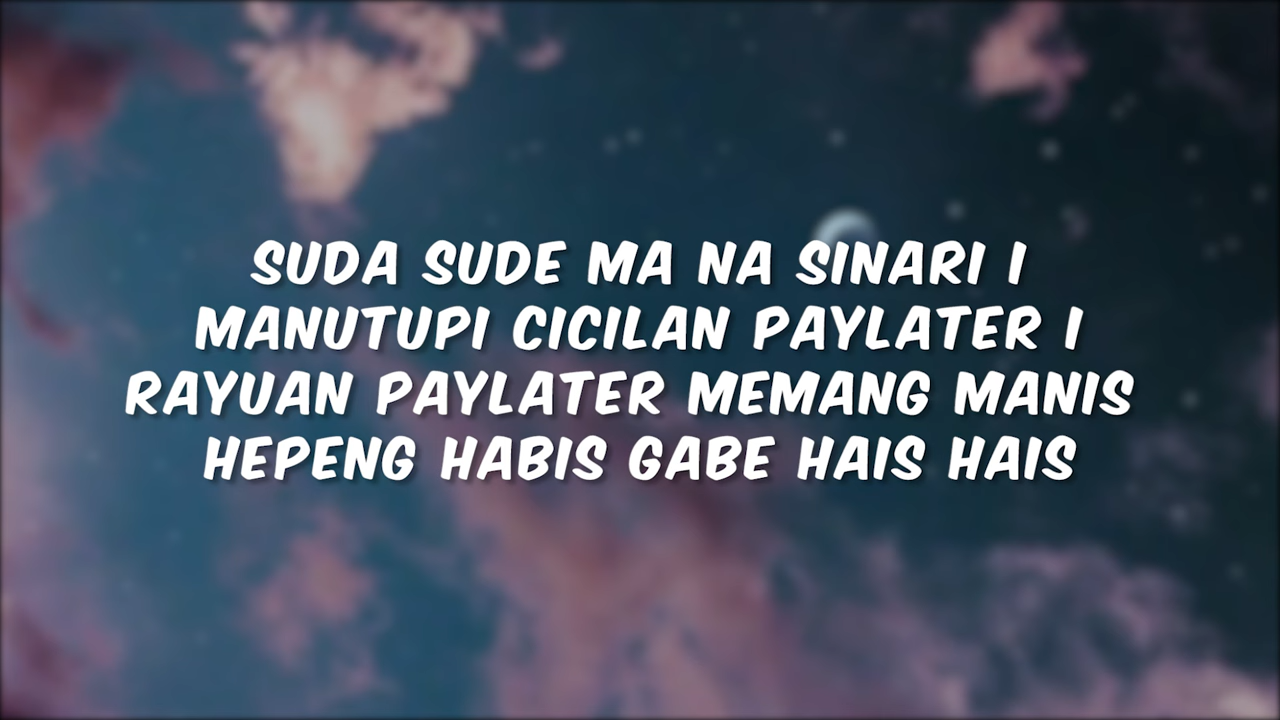 SUDA SUDE MA NA SINARI I
MANUTUPI CICILAN PAYLATER I
RAYUAN PAYLATER MEMANG MANIS
HEPENG HABIS GABE HAIS HAIS